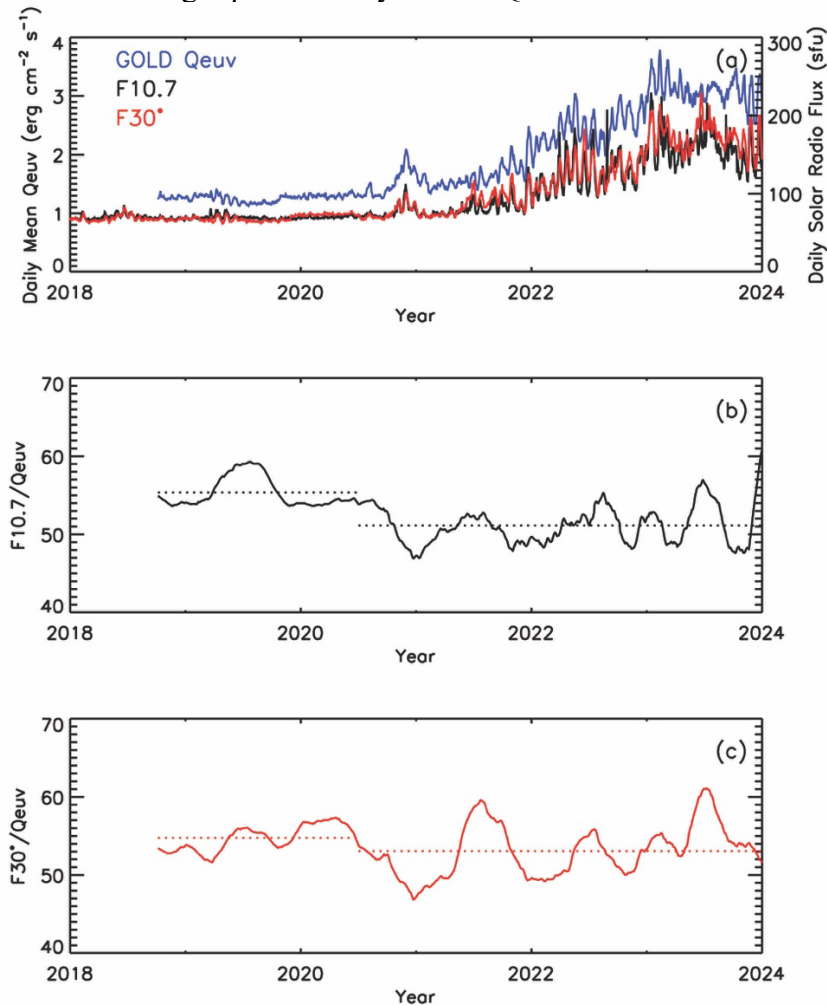 (a)
GOLD Qeuv
F10.7
F30*
Daily Mean Qeuv (erg cm⁻² s⁻¹)
4
3
2
1
0
Daily Solar Radio Flux (sfu)
300
200
100
0
2018
2020
2022
2024
Year
(b)
F10.7/Qeuv
70
60
50
40
2018
2020
2022
2024
Year
(c)
F30*/Qeuv
70
60
50
40
2018
2020
2022
2024
Year